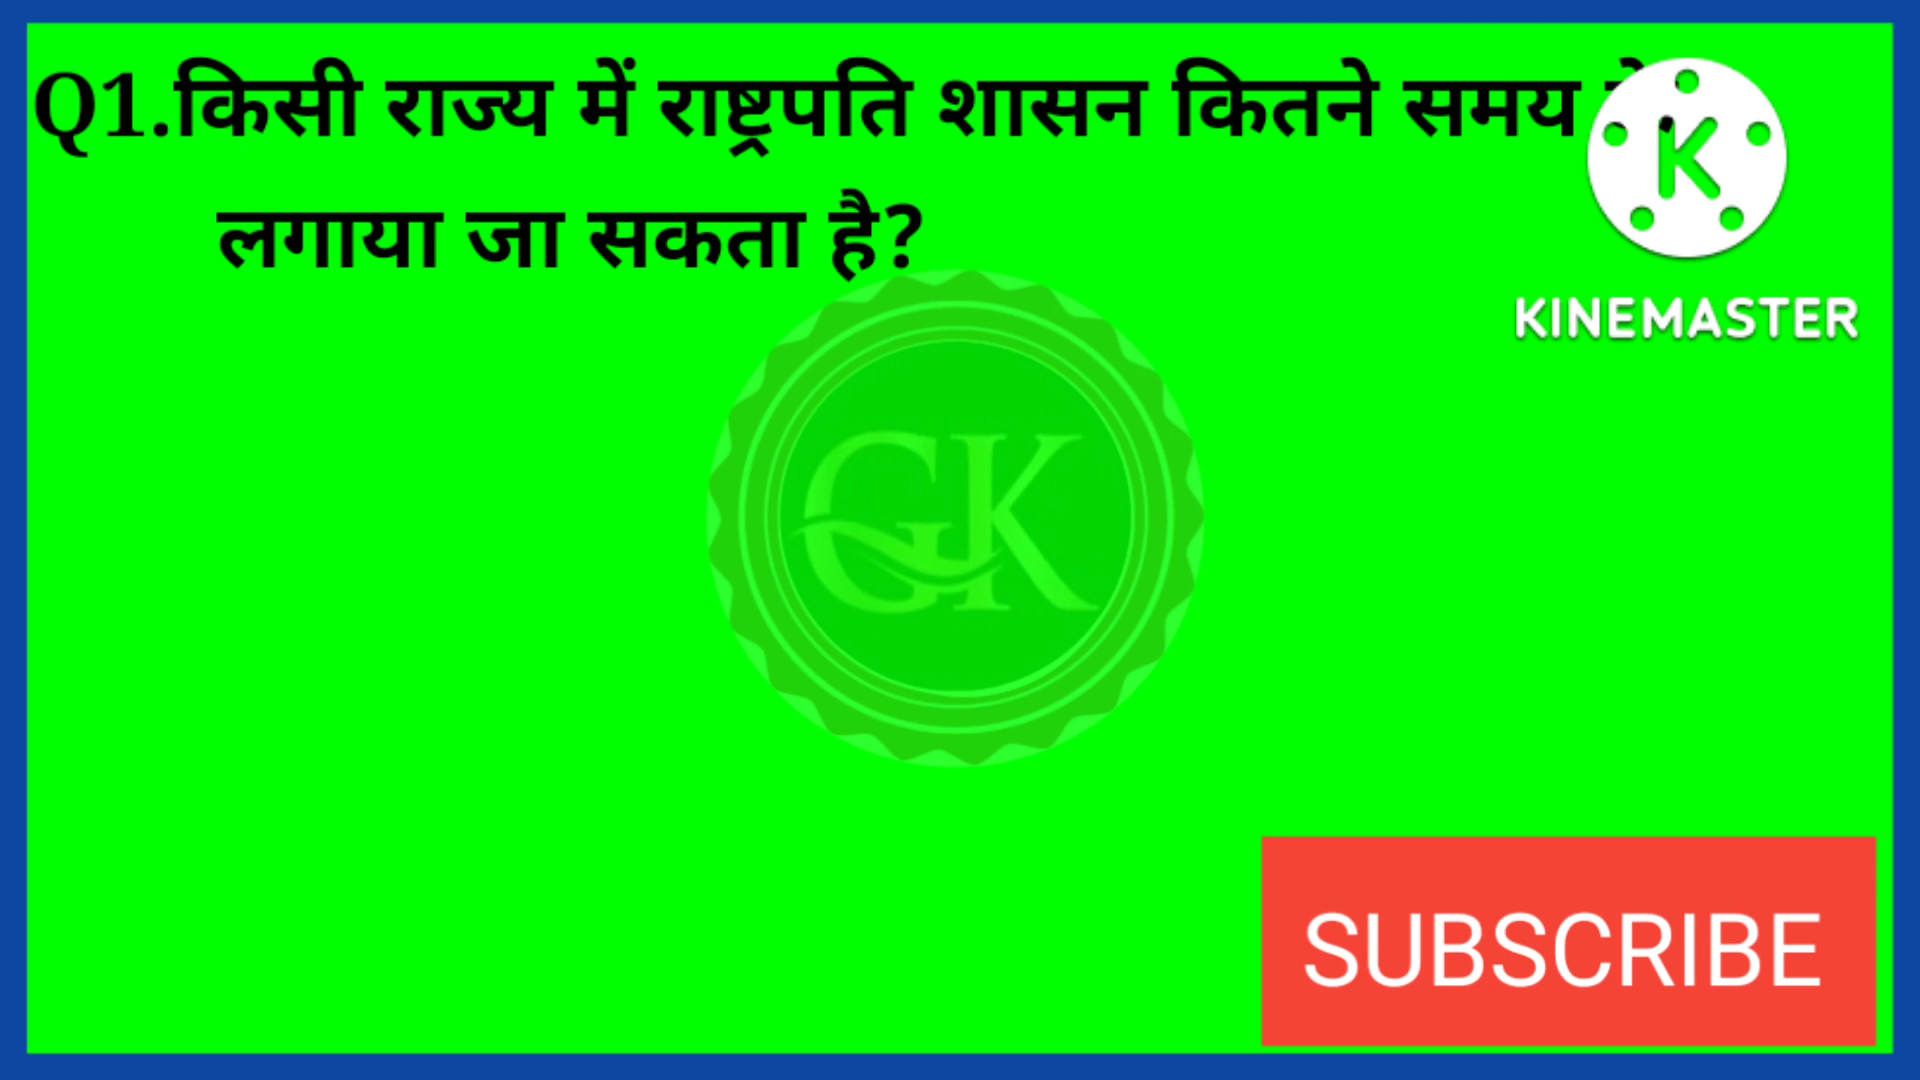 Q1.किसी राज्य में राष्ट्रपति शासन कितने समय
लगाया जा सकता है?
K
KINEMASTER
GK
SUBSCRIBE